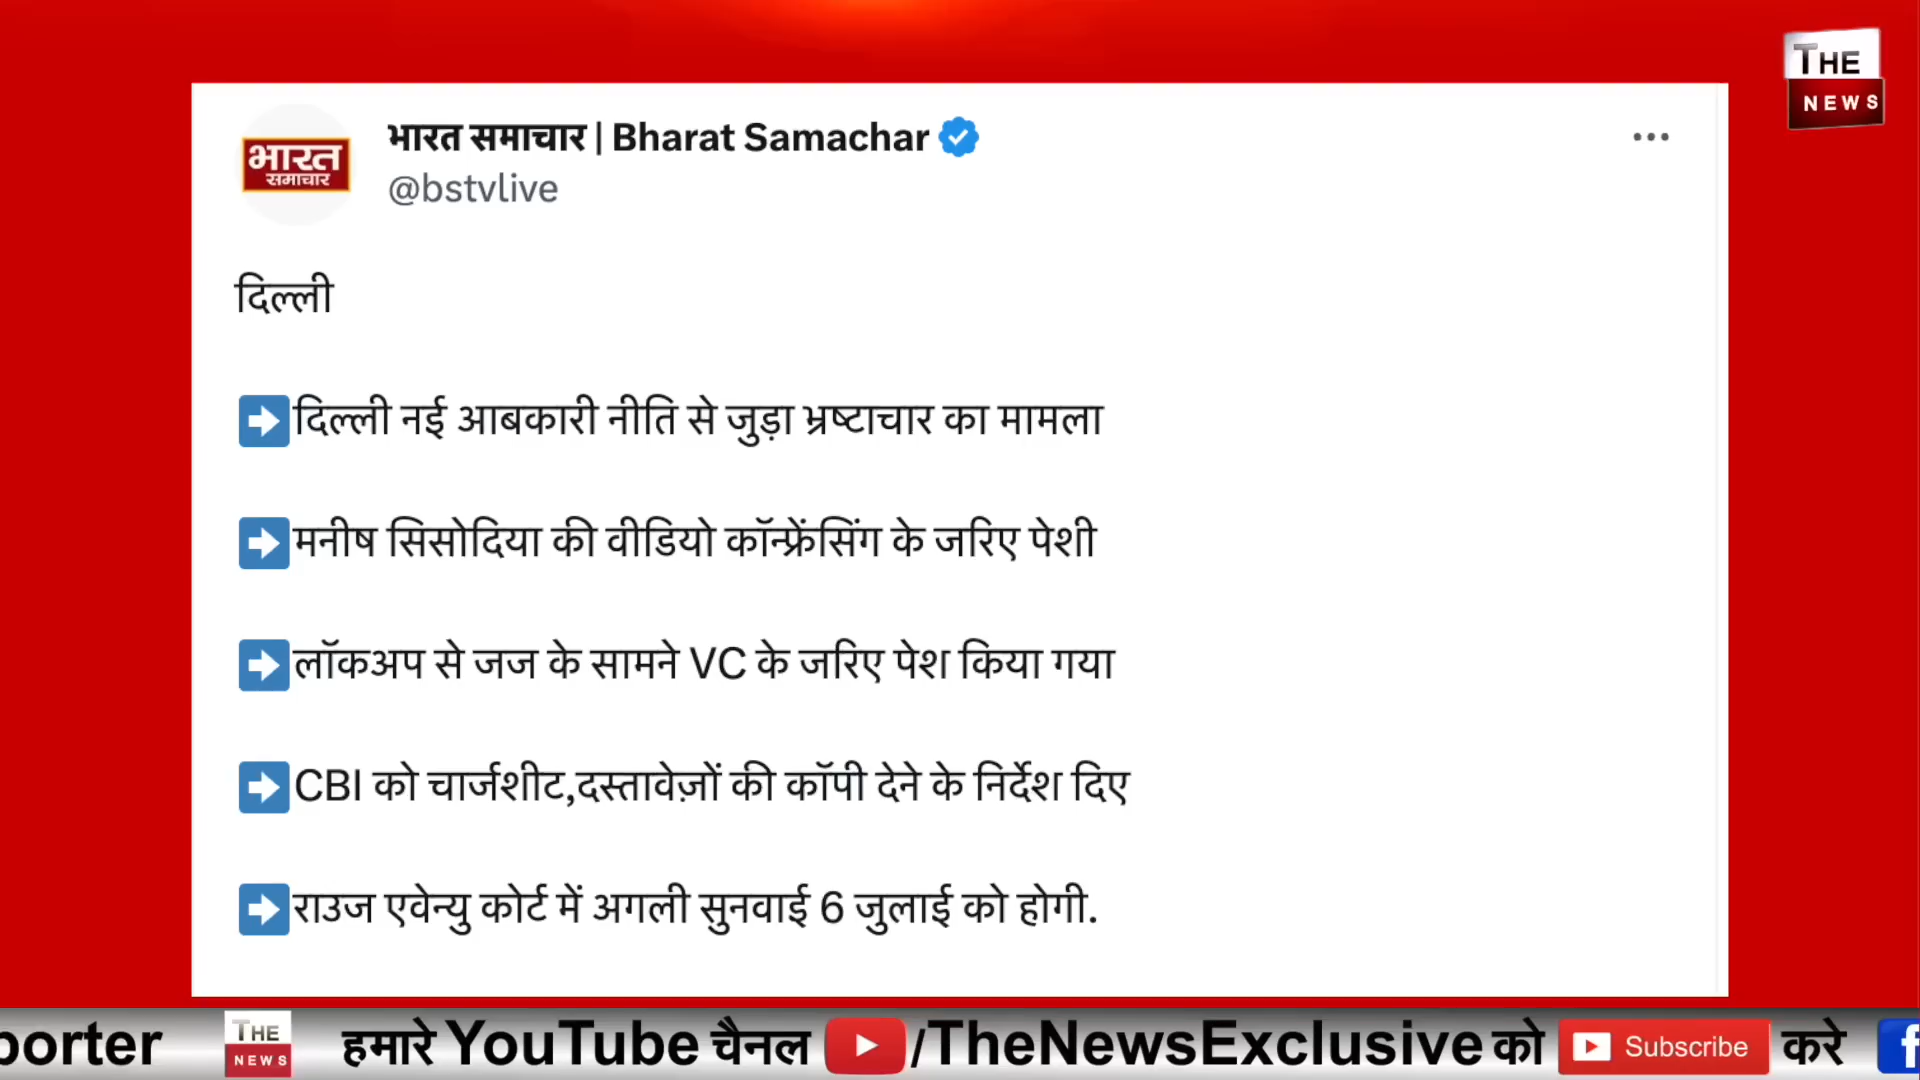 THE
NEWS
भारत
समाचार
भारत समाचार | Bharat Samachar
@bstvlive
दिल्ली
दिल्ली नई आबकारी नीति से जुड़ा भ्रष्टाचार का मामला
मनीष सिसोदिया की वीडियो कॉन्फ्रेंसिंग के जरिए पेशी
लॉकअप से जज के सामने VC के जरिए पेश किया गया
CBI को चार्जशीट,दस्तावेज़ों की कॉपी देने के निर्देश दिए
राउज एवेन्यु कोर्ट में अगली सुनवाई 6 जुलाई को होगी.
porter THE NEWS हमारे YouTube चैनल /TheNewsExclusive को Subscribe करे